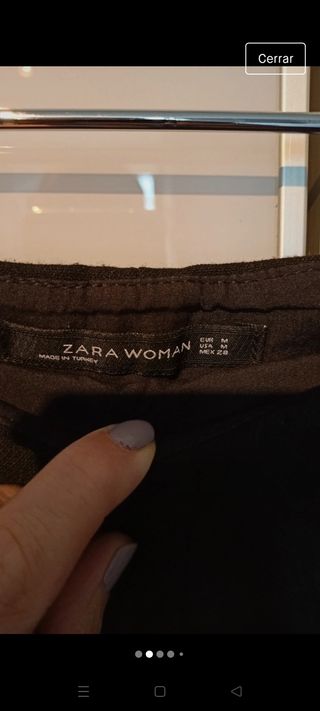 Cerrar
ZARA WOMAN
MADE IN TURKEY
EUR M
USA M
MEX 28